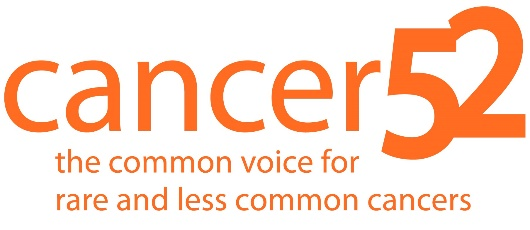 cancer52
the common voice for
rare and less common cancers